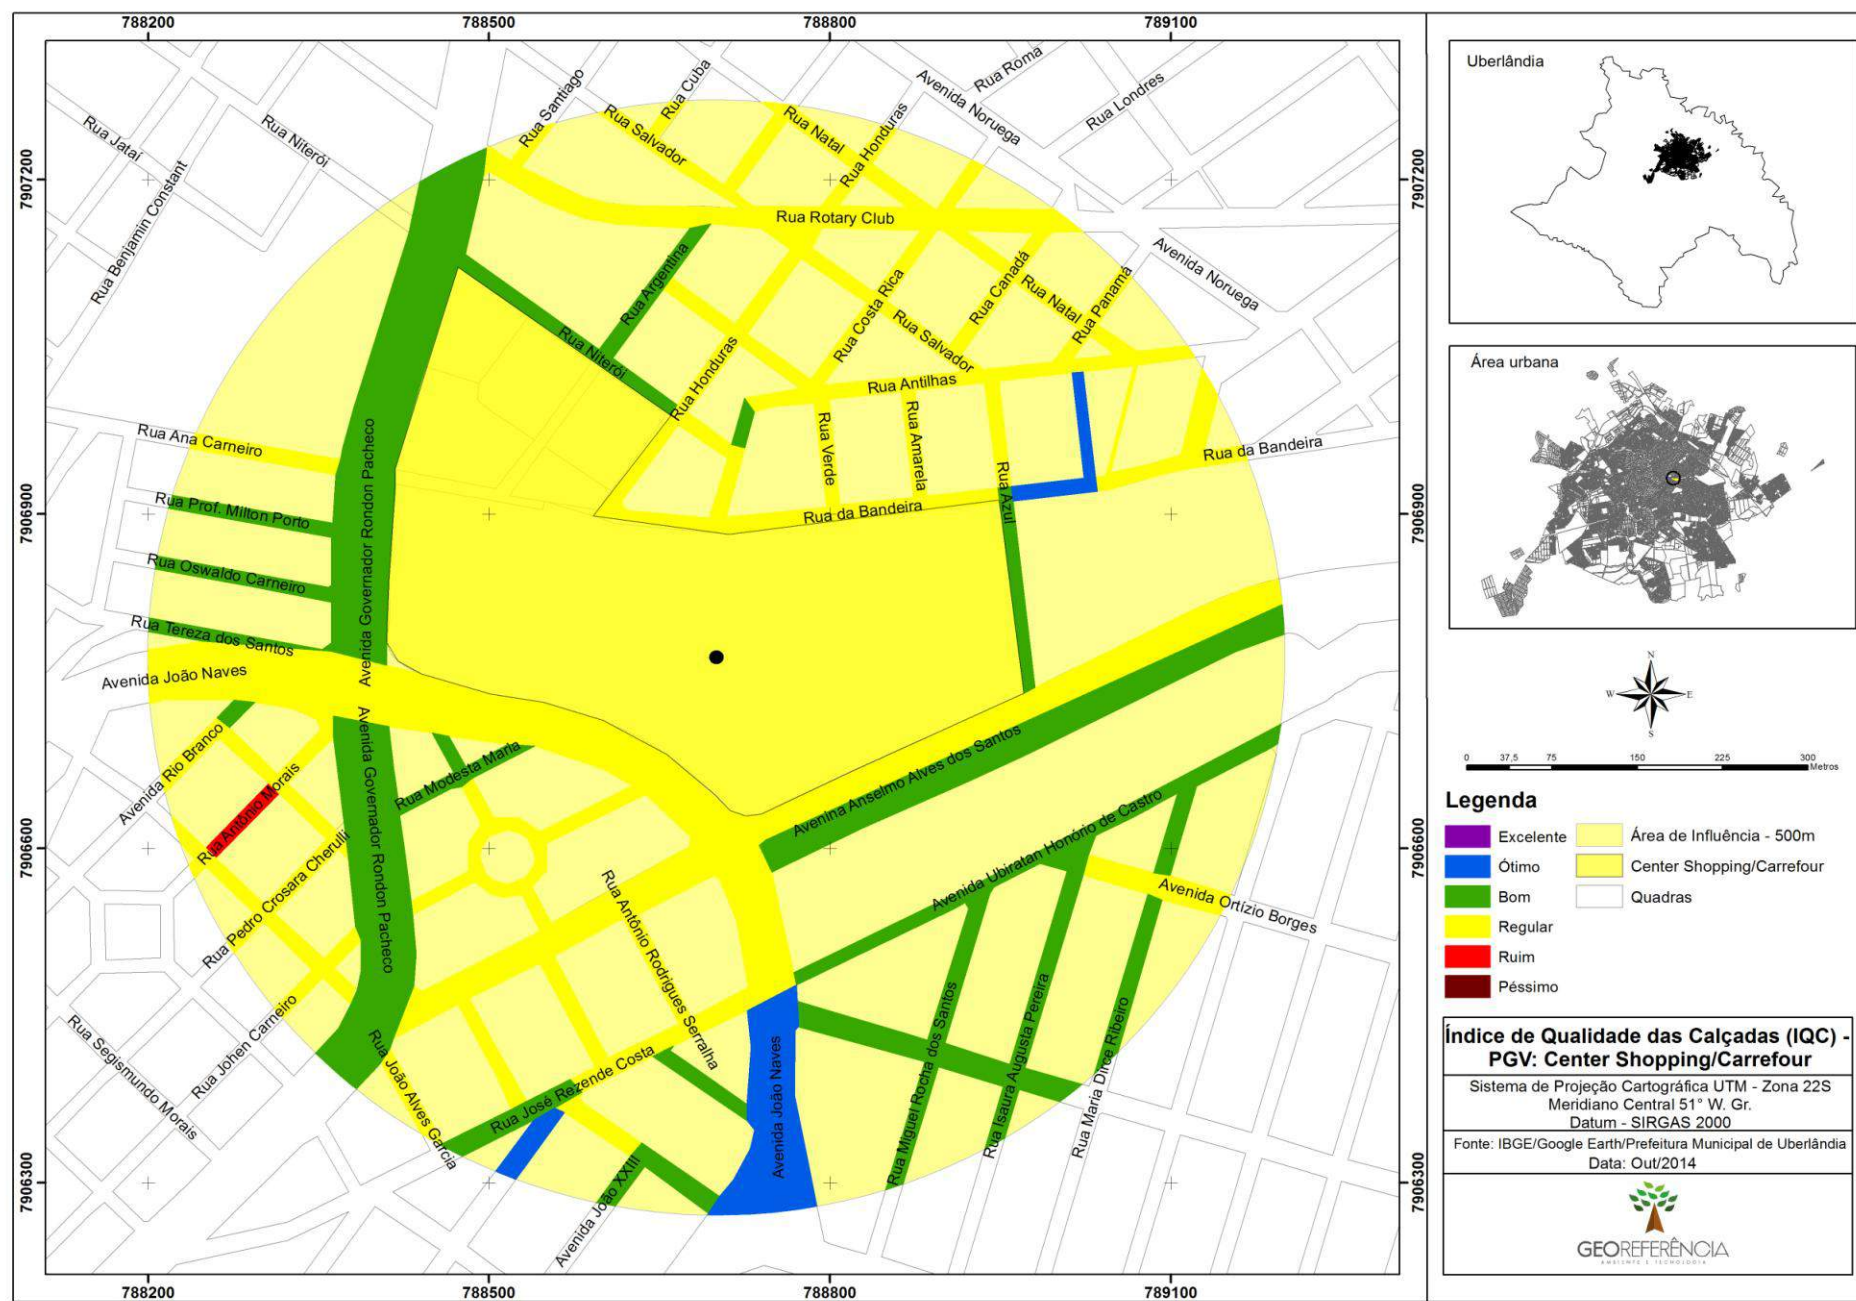 788200
788500
788800
789100
7907200
7906900
7906600
7906300
7907200
7906900
7906600
7906300
788200
788500
788800
789100
Rua Jataí
Rua Niterói
Rua Benjamin Constant
Rua Santiago
Rua Cuba
Rua Salvador
Rua Natal
Rua Honduras
Avenida Noruega
Rua Roma
Rua Londres
Rua Rotary Club
Avenida Noruega
Rua Argentina
Rua Niterói
Rua Honduras
Rua Costa Rica
Rua Salvador
Rua Canadá
Rua Natal
Rua Panamá
Rua Antilhas
Rua Verde
Rua Amarela
Rua Azul
Rua da Bandeira
Rua da Bandeira
Rua Ana Carneiro
Rua Prof. Milton Porto
Rua Oswaldo Carneiro
Rua Tereza dos Santos
Avenida João Naves
Avenida Governador Rondon Pacheco
Avenida Governador Rondon Pacheco
Avenida Rio Branco
Rua Antônio Morais
Rua Modesta Maria
Rua Pedro Crosara Cherulli
Rua Johen Carneiro
Rua Segismundo Morais
Rua João Alves Garcia
Rua José Rezende Costa
Rua Antônio Rodrigues Serralha
Avenida João XXIII
Avenida João Naves
Avenina Anselmo Alves dos Santos
Avenida Ubiratan Honório de Castro
Avenida Ortízio Borges
Rua Miguel Rocha dos Santos
Rua Isaura Augusta Pereira
Rua Maria Dirce Ribeiro
Uberlândia
Área urbana
N
W
E
S
0 37,5 75 150 225 300
Metros
Legenda
Excelente
Ótimo
Bom
Regular
Ruim
Péssimo
Área de Influência - 500m
Center Shopping/Carrefour
Quadras
Índice de Qualidade das Calçadas (IQC) -
PGV: Center Shopping/Carrefour
Sistema de Projeção Cartográfica UTM - Zona 22S
Meridiano Central 51° W. Gr.
Datum - SIRGAS 2000
Fonte: IBGE/Google Earth/Prefeitura Municipal de Uberlândia
Data: Out/2014
GEOREFERÊNCIA
AMBIENTE E TECNOLOGIA